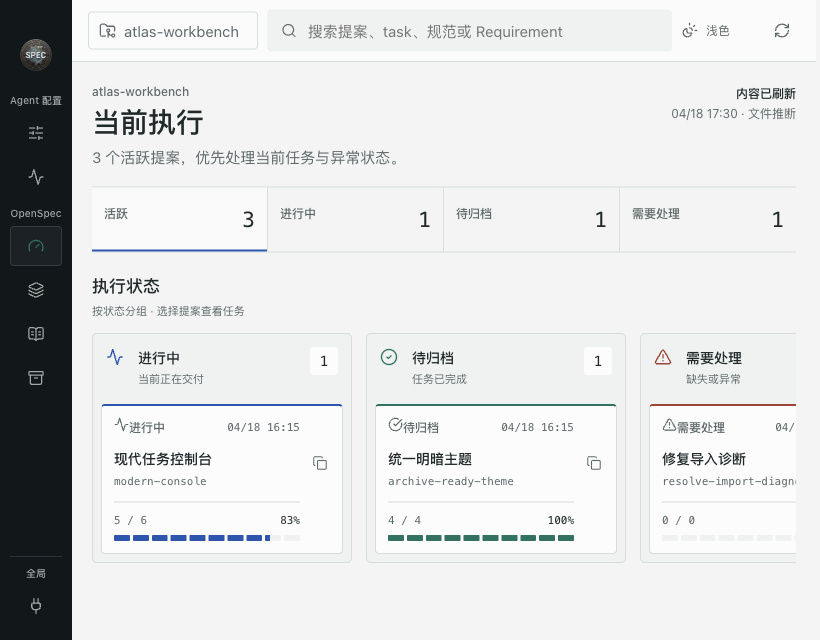 SPEC
Agent 配置
OpenSpec
全局
atlas-workbench
搜索提案、task、规范或 Requirement
浅色
atlas-workbench
当前执行
3 个活跃提案，优先处理当前任务与异常状态。
内容已刷新
04/18 17:30 · 文件推断
活跃 3
进行中 1
待归档 1
需要处理 1
执行状态
按状态分组 · 选择提案查看任务
进行中 1
当前正在交付
进行中 04/18 16:15
现代任务控制台
modern-console
5 / 6 83%
待归档 1
任务已完成
待归档 04/18 16:15
统一明暗主题
archive-ready-theme
4 / 4 100%
需要处理
缺失或异常
需要处理 04/
修复导入诊断
resolve-import-diagn
0 / 0